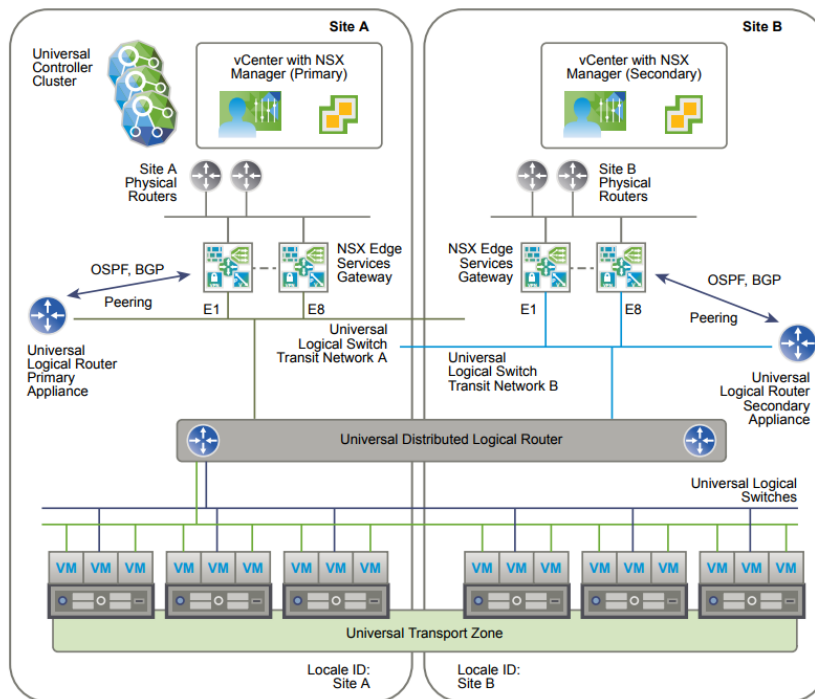 Site A
Site B
Universal
Controller
Cluster
vCenter with NSX
Manager (Primary)
vCenter with NSX
Manager (Secondary)
Site A
Physical
Routers
Site B
Physical
Routers
NSX Edge
Services
Gateway
NSX Edge
Services
Gateway
OSPF, BGP
Peering
OSPF, BGP
Peering
E1
E8
E1
E8
Universal
Logical Router
Primary
Appliance
Universal
Logical Switch
Transit Network A
Universal
Logical Switch
Transit Network B
Universal
Logical Router
Secondary
Appliance
Universal Distributed Logical Router
Universal Logical
Switches
VM VM VM VM VM VM VM VM VM VM VM VM VM VM VM VM VM VM
Universal Transport Zone
Locale ID:
Site A
Locale ID:
Site B